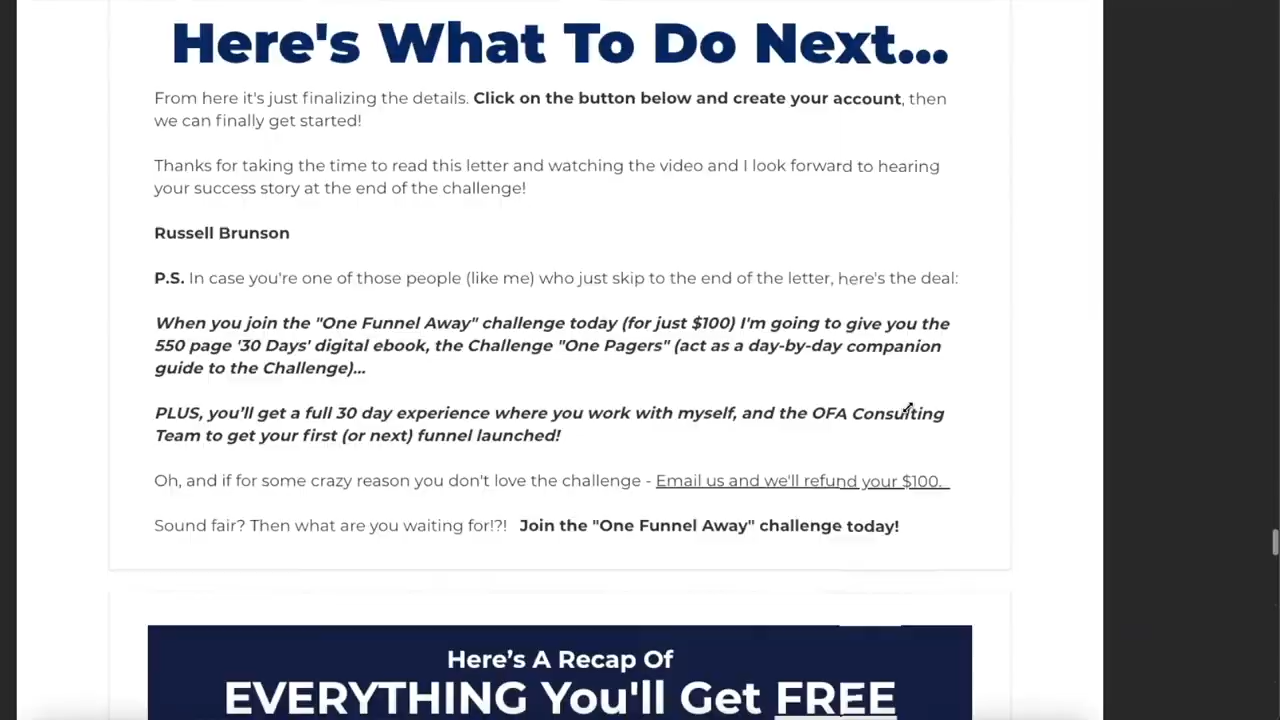 Here's What To Do Next...
From here it's just finalizing the details. Click on the button below and create your account, then
we can finally get started!
Thanks for taking the time to read this letter and watching the video and I look forward to hearing
your success story at the end of the challenge!
Russell Brunson
P.S. In case you're one of those people (like me) who just skip to the end of the letter, here's the deal:
When you join the "One Funnel Away" challenge today (for just $100) I'm going to give you the
550 page '30 Days' digital ebook, the Challenge "One Pagers" (act as a day-by-day companion
guide to the Challenge)...
PLUS, you’ll get a full 30 day experience where you work with myself, and the OFA Consulting
Team to get your first (or next) funnel launched!
Oh, and if for some crazy reason you don't love the challenge - Email us and we'll refund your $100.
Sound fair? Then what are you waiting for!?! Join the "One Funnel Away" challenge today!
Here’s A Recap Of
EVERYTHING You'll Get FREE